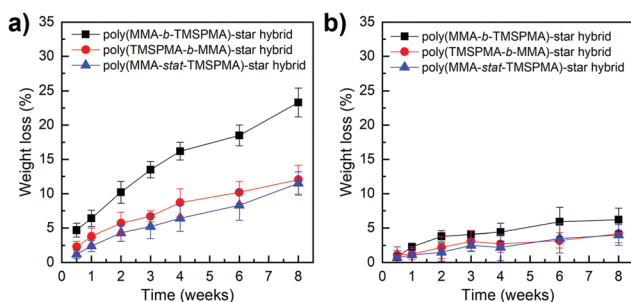 a)
poly(MMA-b-TMSPMA)-star hybrid
poly(TMSPMA-b-MMA)-star hybrid
poly(MMA-stat-TMSPMA)-star hybrid
Weight loss (%)
35
30
25
20
15
10
5
0
0 1 2 3 4 5 6 7 8
Time (weeks)
b)
poly(MMA-b-TMSPMA)-star hybrid
poly(TMSPMA-b-MMA)-star hybrid
poly(MMA-stat-TMSPMA)-star hybrid
Weight loss (%)
35
30
25
20
15
10
5
0
0 1 2 3 4 5 6 7 8
Time (weeks)